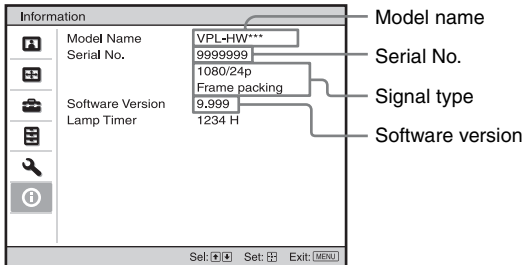 Information
Model Name VPL-HW***
Serial No. 9999999
1080/24p
Frame packing
Software Version 9.999
Lamp Timer 1234 H
Sel: Set: Exit: MENU
Model name
Serial No.
Signal type
Software version